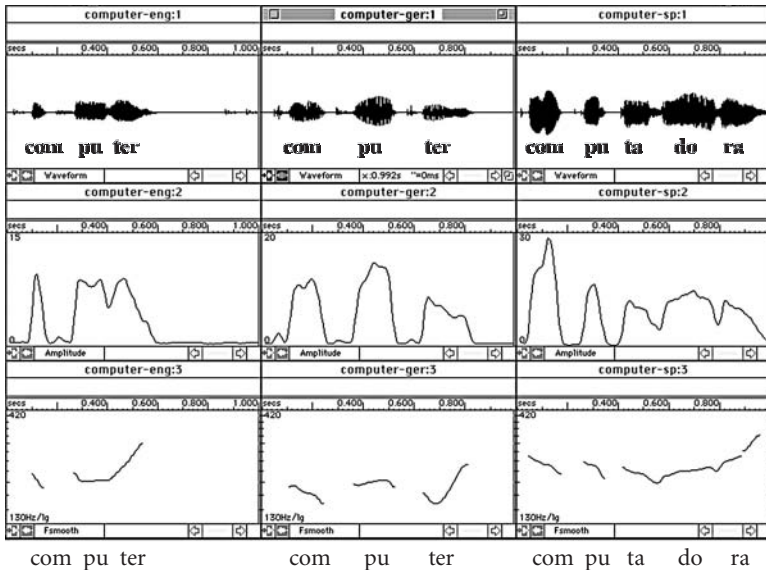 computer-eng:1 computer-ger:1 computer-sp:1
secs 0.400 0.600 0.800 1.000 secs 0.400 0.600 0.800 secs 0.400 0.600 0.800
com pu ter com pu ter com pu ta do ra
Waveform Waveform x:0.992s "=0ms Waveform
computer-eng:2 computer-ger:2 computer-sp:2
secs 0.400 0.600 0.800 1.000 secs 0.400 0.600 0.800 secs 0.400 0.600 0.800
15 20 30
0 0 0
Amplitude Amplitude Amplitude
computer-eng:3 computer-ger:3 computer-sp:3
secs 0.400 0.600 0.800 1.000 secs 0.400 0.600 0.800 secs 0.400 0.600 0.800
420 420 420
130Hz/lg 130Hz/lg 130Hz/lg
Fsmooth Fsmooth Fsmooth
com pu ter com pu ter com pu ta do ra